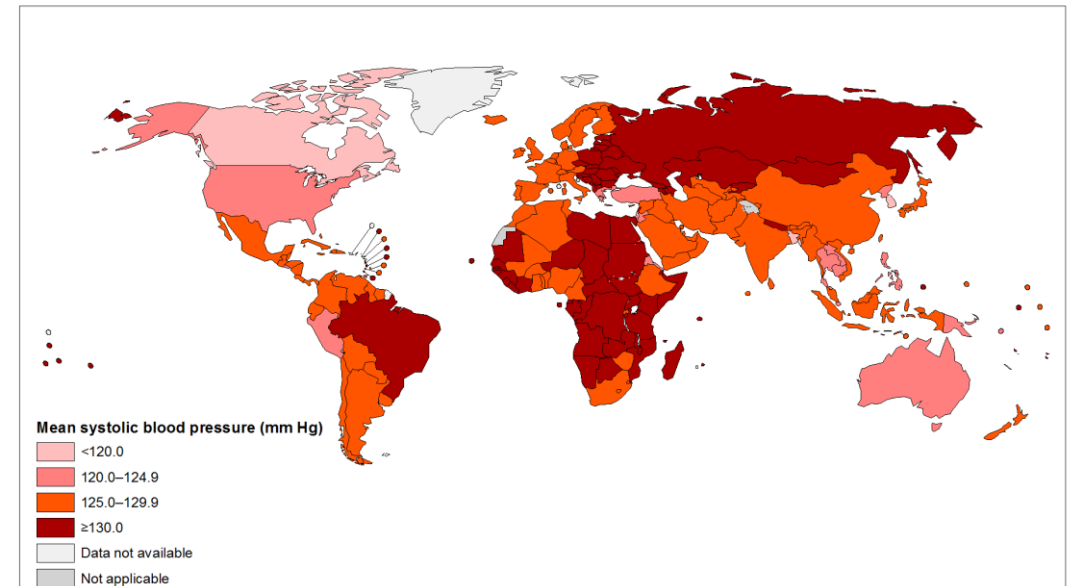 Mean systolic blood pressure (mm Hg)
<120.0
120.0–124.9
125.0–129.9
≥130.0
Data not available
Not applicable